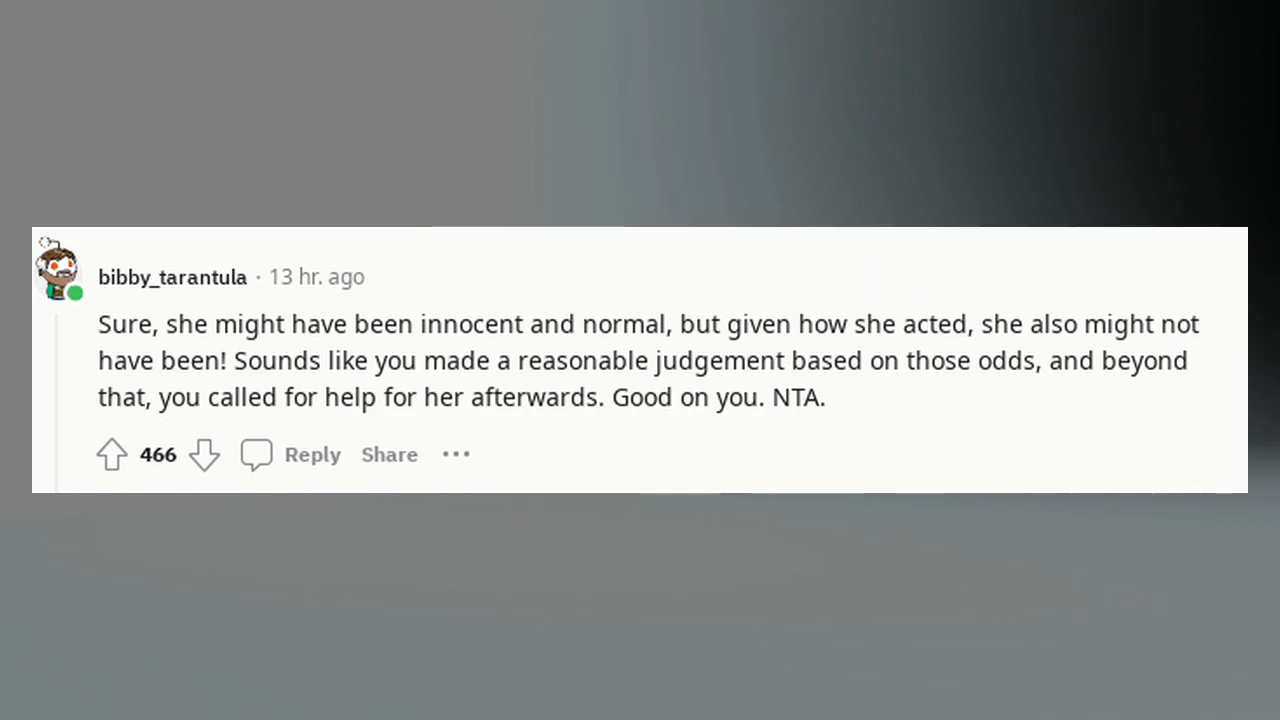 bibby_tarantula · 13 hr. ago
Sure, she might have been innocent and normal, but given how she acted, she also might not
have been! Sounds like you made a reasonable judgement based on those odds, and beyond
that, you called for help for her afterwards. Good on you. NTA.
466 Reply Share ···